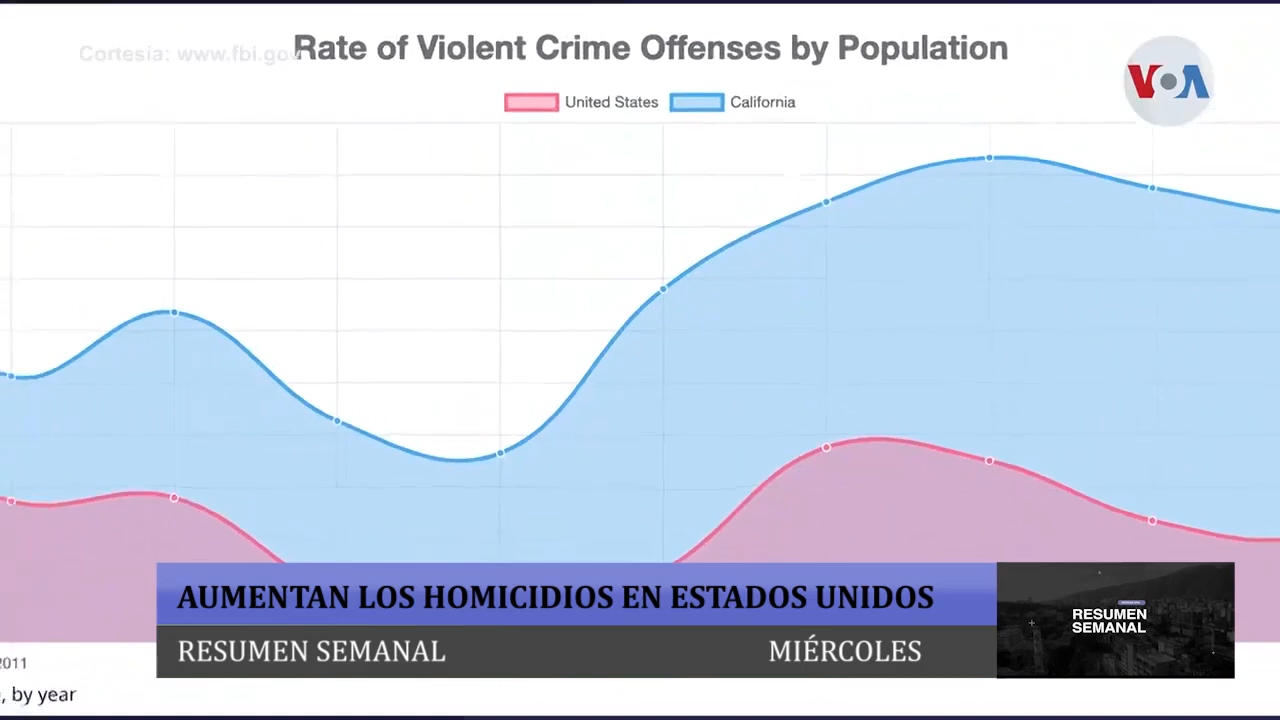 Cortesia: www.fbi.gov
Rate of Violent Crime Offenses by Population
United States
California
VOA
AUMENTAN LOS HOMICIDIOS EN ESTADOS UNIDOS
RESUMEN SEMANAL
MIÉRCOLES
RESUMEN
SEMANAL
2011
, by year